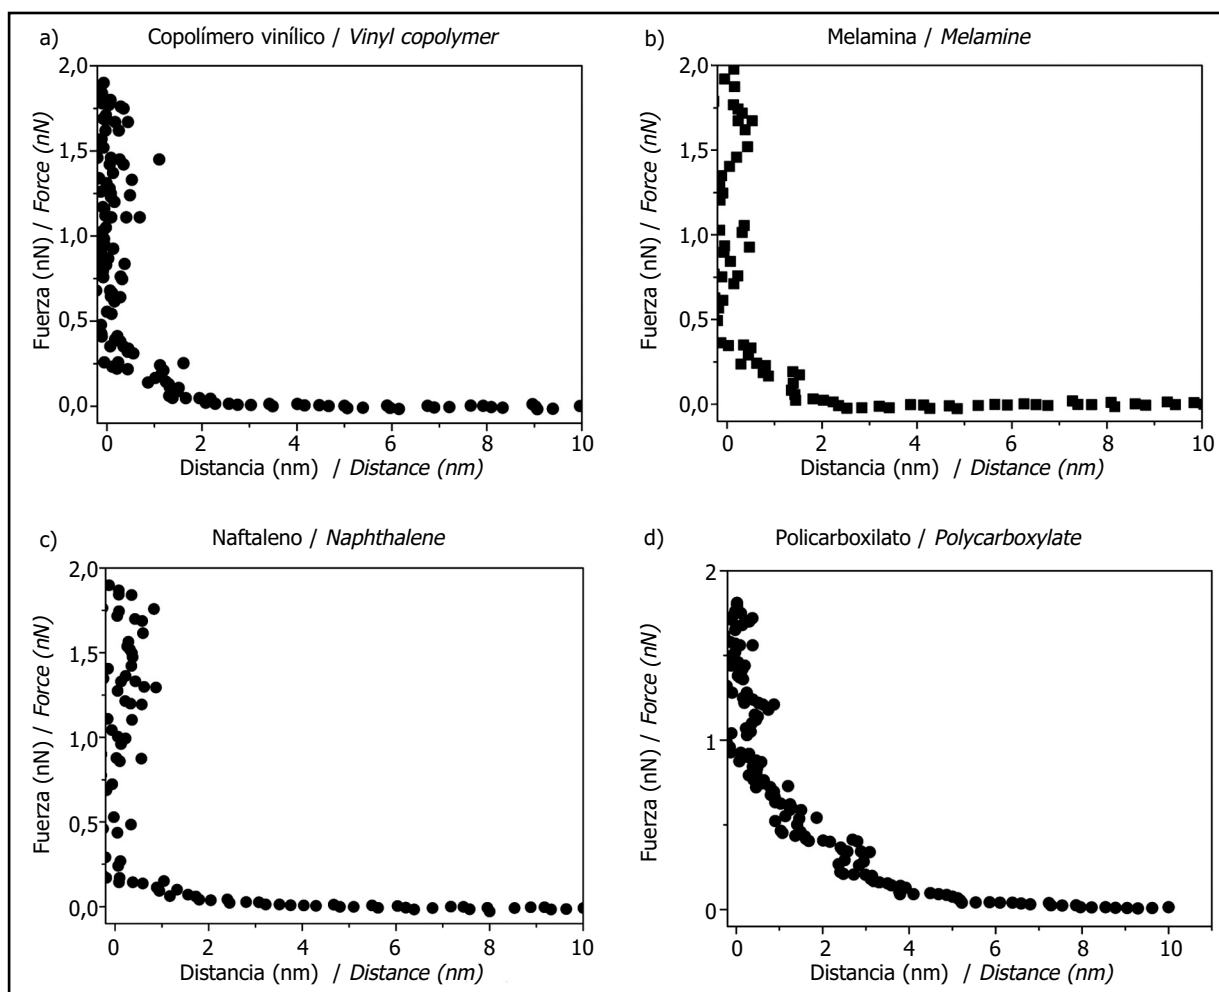 a) Copolímero vinílico / Vinyl copolymer
2,0
1,5
1,0
0,5
0,0
Fuerza (nN) / Force (nN)
0 2 4 6 8 10
Distancia (nm) / Distance (nm)
b) Melamina / Melamine
2,0
1,5
1,0
0,5
0,0
Fuerza (nN) / Force (nN)
0 2 4 6 8 10
Distancia (nm) / Distance (nm)
c) Naftaleno / Naphthalene
2,0
1,5
1,0
0,5
0,0
Fuerza (nN) / Force (nN)
0 2 4 6 8 10
Distancia (nm) / Distance (nm)
d) Policarboxilato / Polycarboxylate
2
1
0
Fuerza (nN) / Force (nN)
0 2 4 6 8 10
Distancia (nm) / Distance (nm)